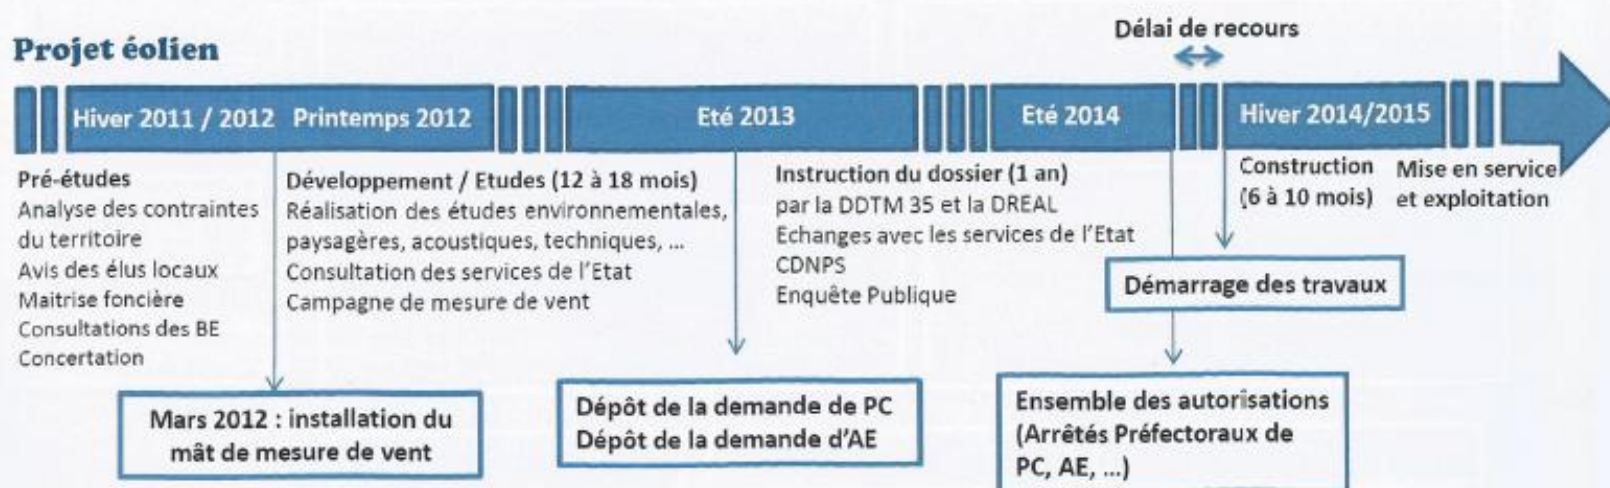 Projet éolien
Délai de recours
Hiver 2011 / 2012 Printemps 2012
Eté 2013
Eté 2014
Hiver 2014/2015
Pré-études
Analyse des contraintes
du territoire
Avis des élus locaux
Maitrise foncière
Consultations des BE
Concertation
Développement / Etudes (12 à 18 mois)
Réalisation des études environnementales,
paysagères, acoustiques, techniques, ...
Consultation des services de l'Etat
Campagne de mesure de vent
Instruction du dossier (1 an)
par la DDTM 35 et la DREAL
Echanges avec les services de l'Etat
CDNPS
Enquête Publique
Construction
(6 à 10 mois)
Mise en service
et exploitation
Démarrage des travaux
Mars 2012 : installation du
mât de mesure de vent
Dépôt de la demande de PC
Dépôt de la demande d'AE
Ensemble des autorisations
(Arrêtés Préfectoraux de
PC, AE, ...)